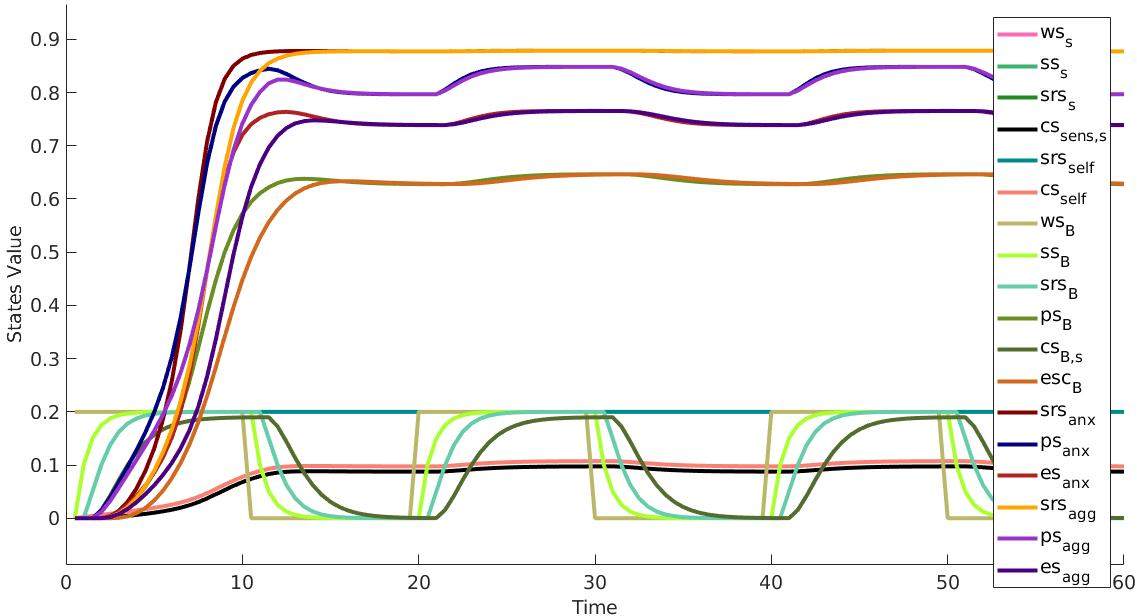 0.9
0.8
0.7
0.6
0.5
0.4
0.3
0.2
0.1
0
States Value
0
10
20
30
40
50
60
Time
ws_s
ss_s
srs_s
cs_sens,s
srs_self
cs_self
ws_B
ss_B
srs_B
ps_B
cs_B,s
esc_B
srs_anx
ps_anx
es_anx
srs_agg
ps_agg
es_agg